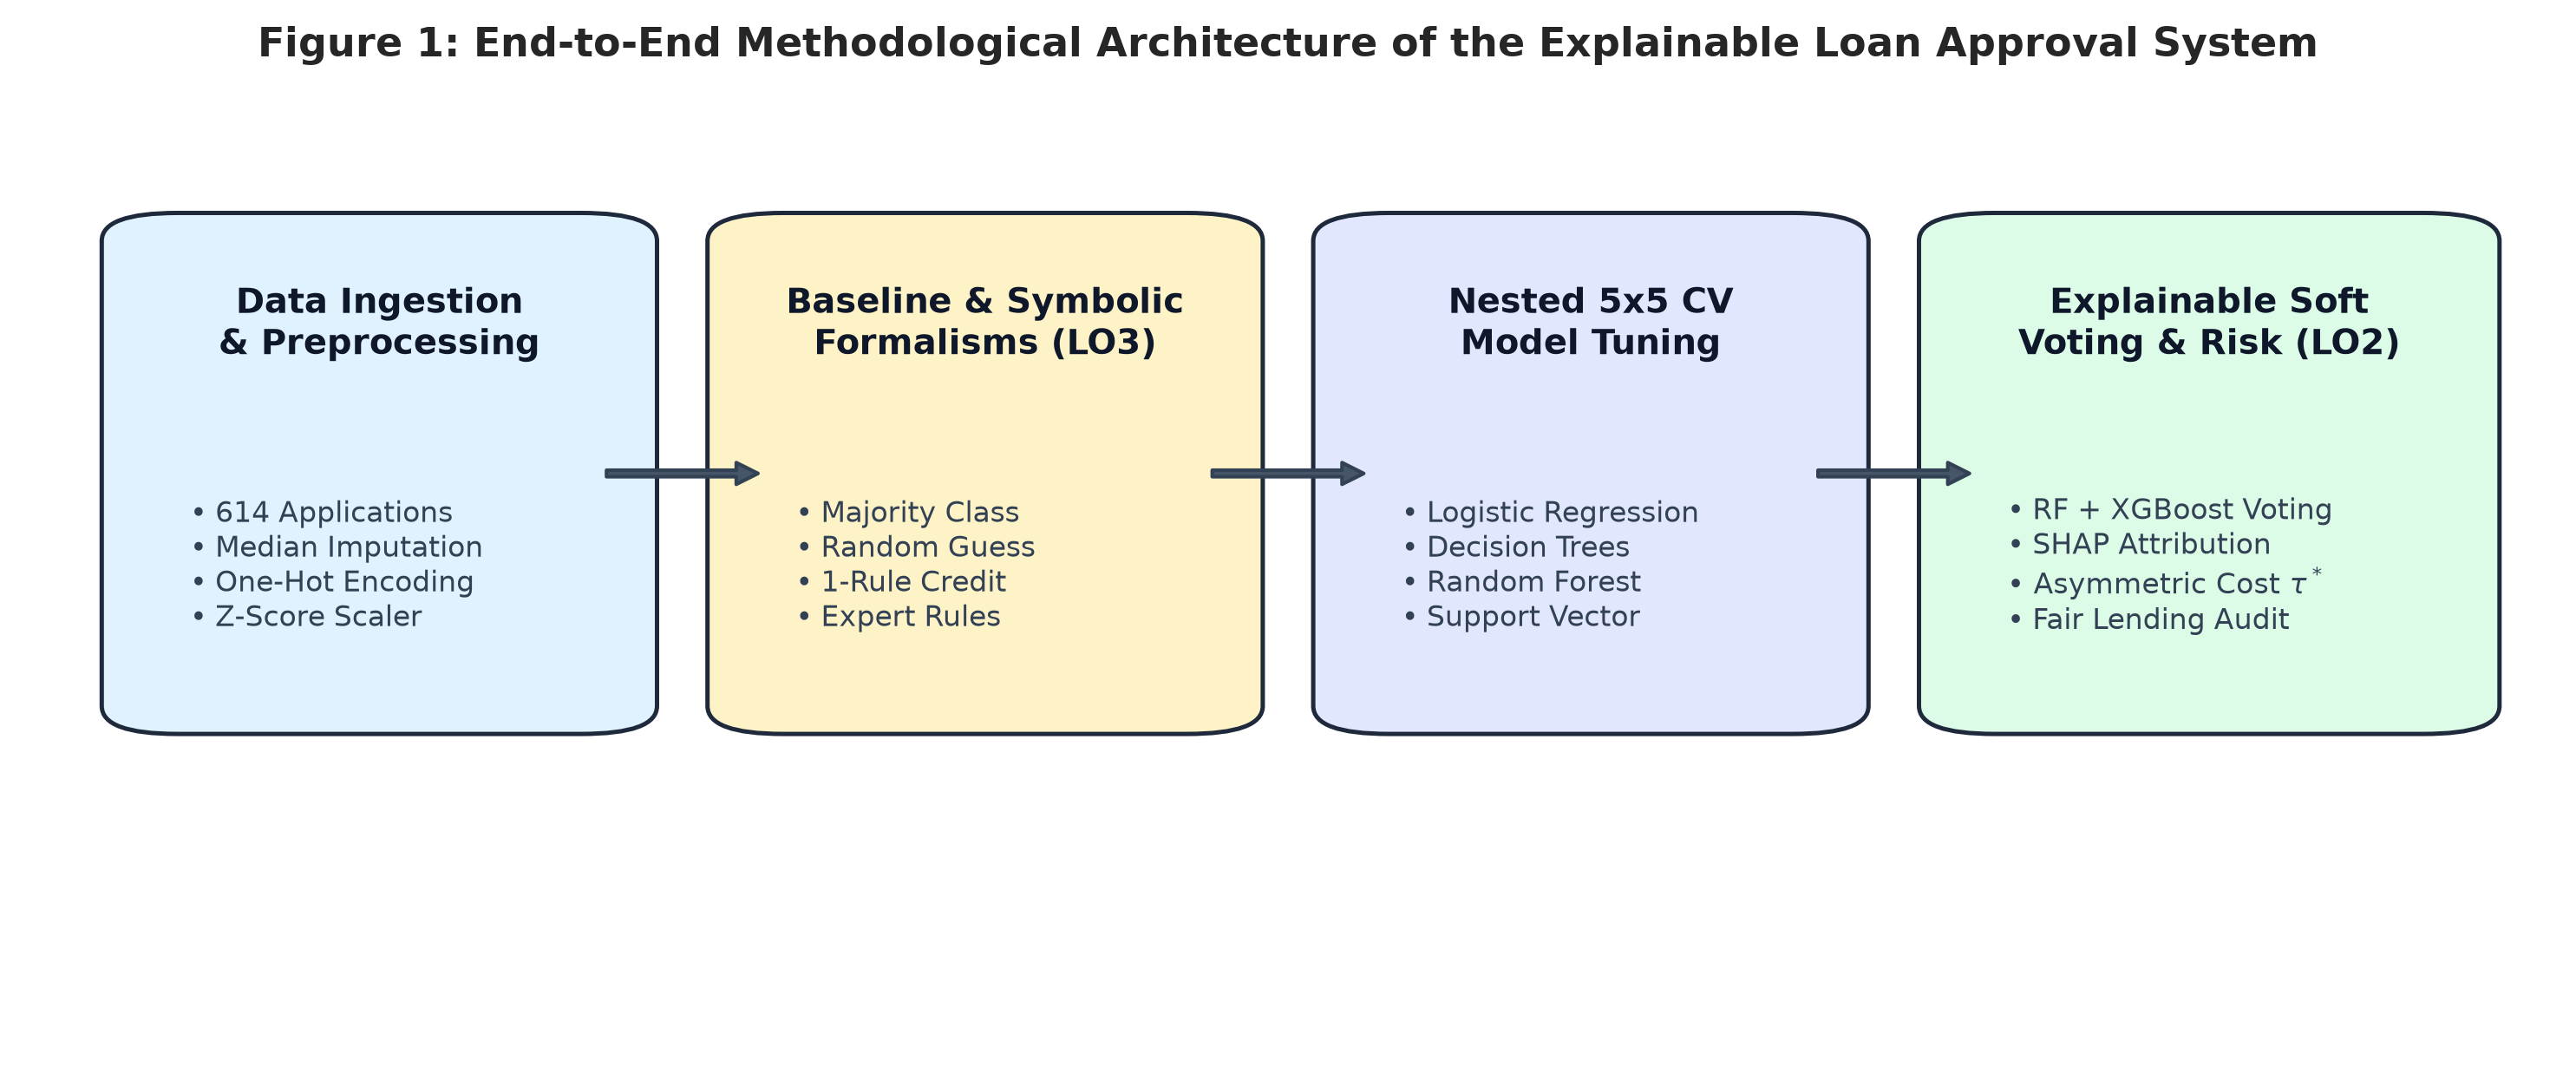 Figure 1: End-to-End Methodological Architecture of the Explainable Loan Approval System
Data Ingestion
& Preprocessing
• 614 Applications
• Median Imputation
• One-Hot Encoding
• Z-Score Scaler
Baseline & Symbolic
Formalisms (LO3)
• Majority Class
• Random Guess
• 1-Rule Credit
• Expert Rules
Nested 5x5 CV
Model Tuning
• Logistic Regression
• Decision Trees
• Random Forest
• Support Vector
Explainable Soft
Voting & Risk (LO2)
• RF + XGBoost Voting
• SHAP Attribution
• Asymmetric Cost τ*
• Fair Lending Audit